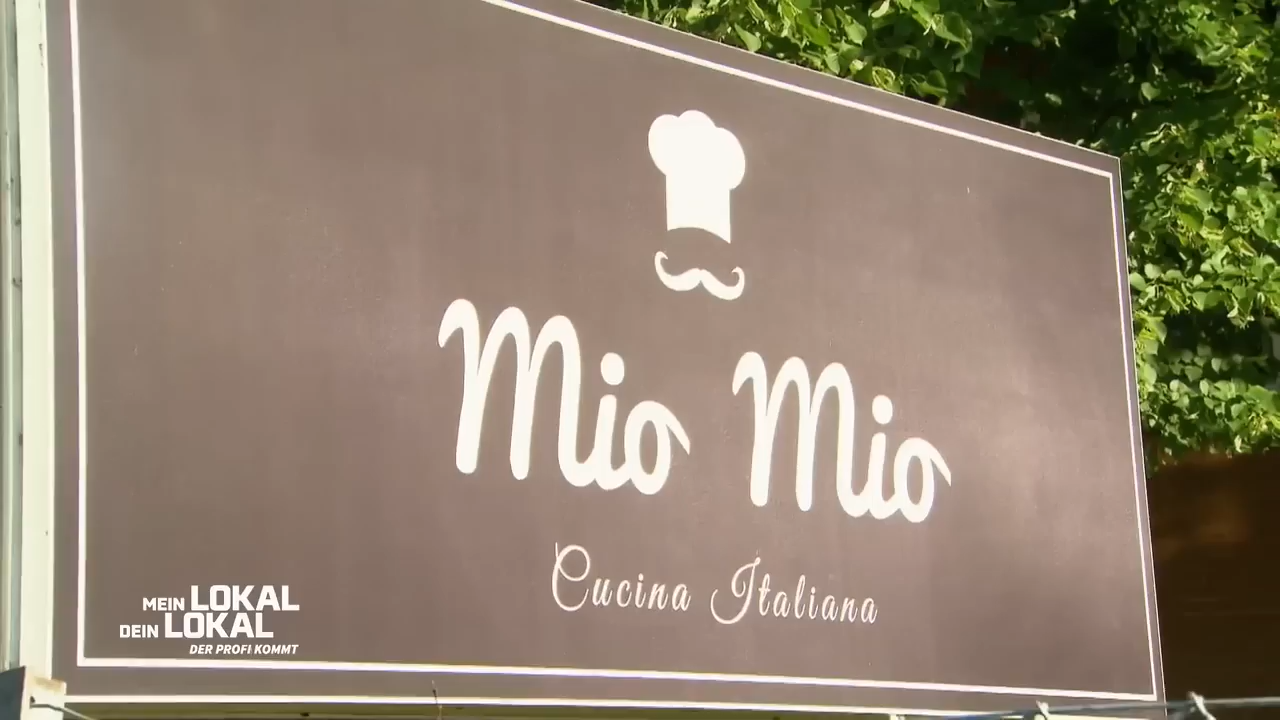 Mio Mio
Cucina Italiana
MEIN LOKAL
DEIN LOKAL
DER PROFI KOMMT